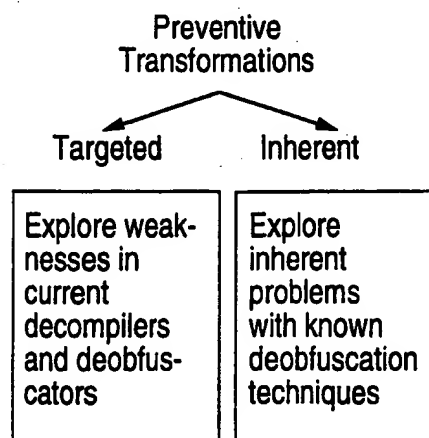 Preventive
Transformations
Targeted
Inherent
Explore weak-
nesses in
current
decompilers
and deobfus-
cators
Explore
inherent
problems
with known
deobfuscation
techniques